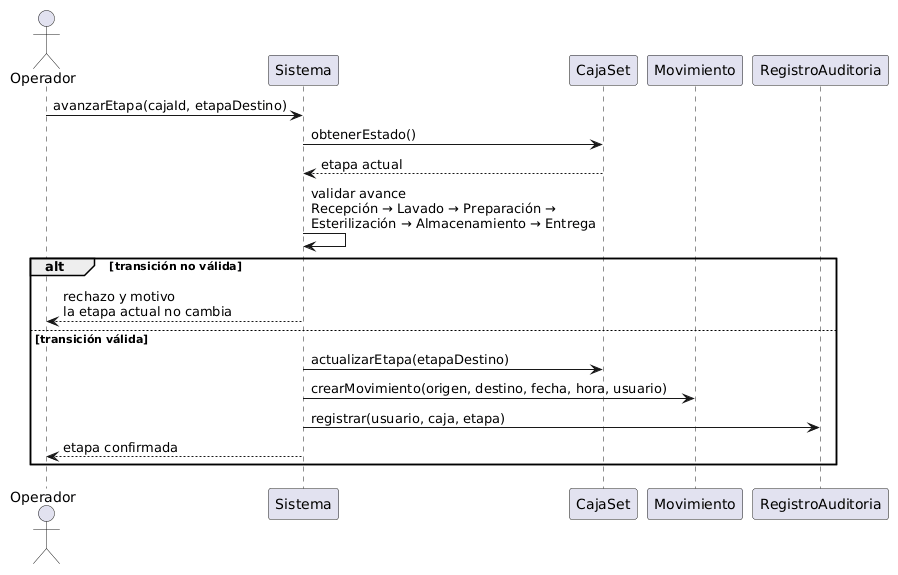 Operador
Sistema
CajaSet
Movimiento
RegistroAuditoria
avanzarEtapa(cajaId, etapaDestino)
obtenerEstado()
etapa actual
validar avance
Recepción → Lavado → Preparación →
Esterilización → Almacenamiento → Entrega
alt
[transición no válida]
rechazo y motivo
la etapa actual no cambia
[transición válida]
actualizarEtapa(etapaDestino)
crearMovimiento(origen, destino, fecha, hora, usuario)
registrar(usuario, caja, etapa)
etapa confirmada
Operador
Sistema
CajaSet
Movimiento
RegistroAuditoria